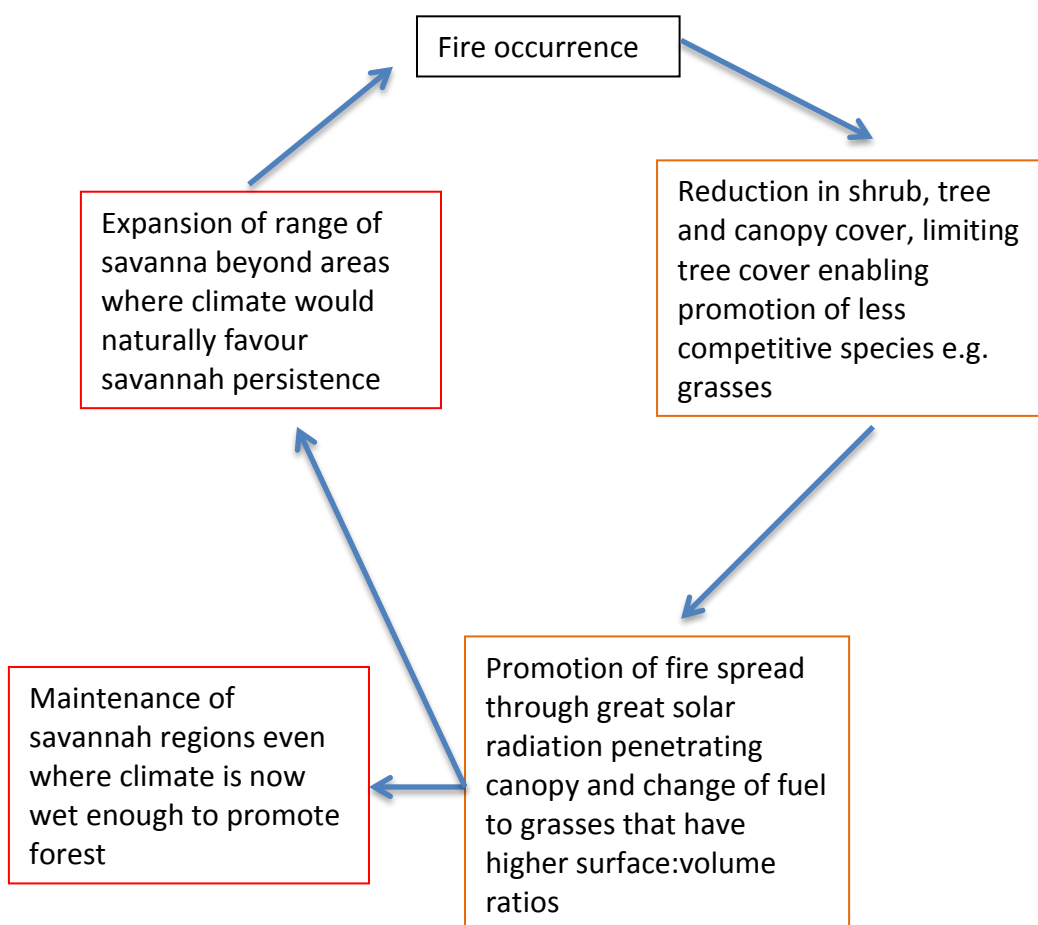 Fire occurrence
Reduction in shrub, tree
and canopy cover, limiting
tree cover enabling
promotion of less
competitive species e.g.
grasses
Promotion of fire spread
through great solar
radiation penetrating
canopy and change of fuel
to grasses that have
higher surface:volume
ratios
Maintenance of
savannah regions even
where climate is now
wet enough to promote
forest
Expansion of range of
savanna beyond areas
where climate would
naturally favour
savannah persistence